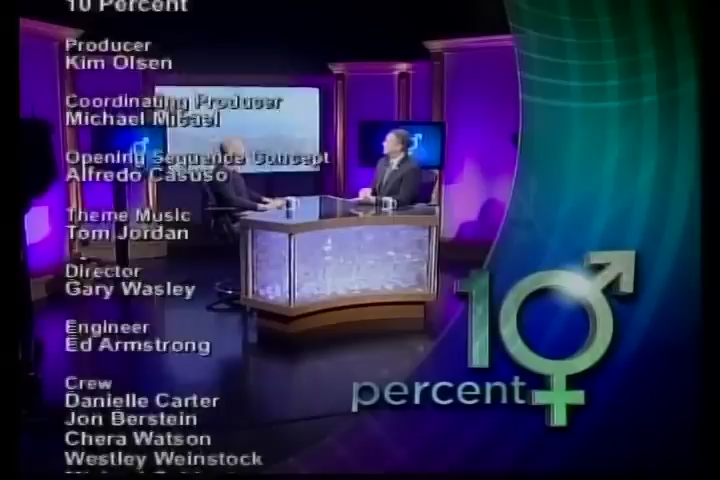 10 Percent
Producer
Kim Olsen
Coordinating Producer
Michael Micael
Opening Sequence Concept
Alfredo Casuso
Theme Music
Tom Jordan
Director
Gary Wasley
Engineer
Ed Armstrong
Crew
Danielle Carter
Jon Berstein
Chera Watson
Westley Weinstock
10
percent